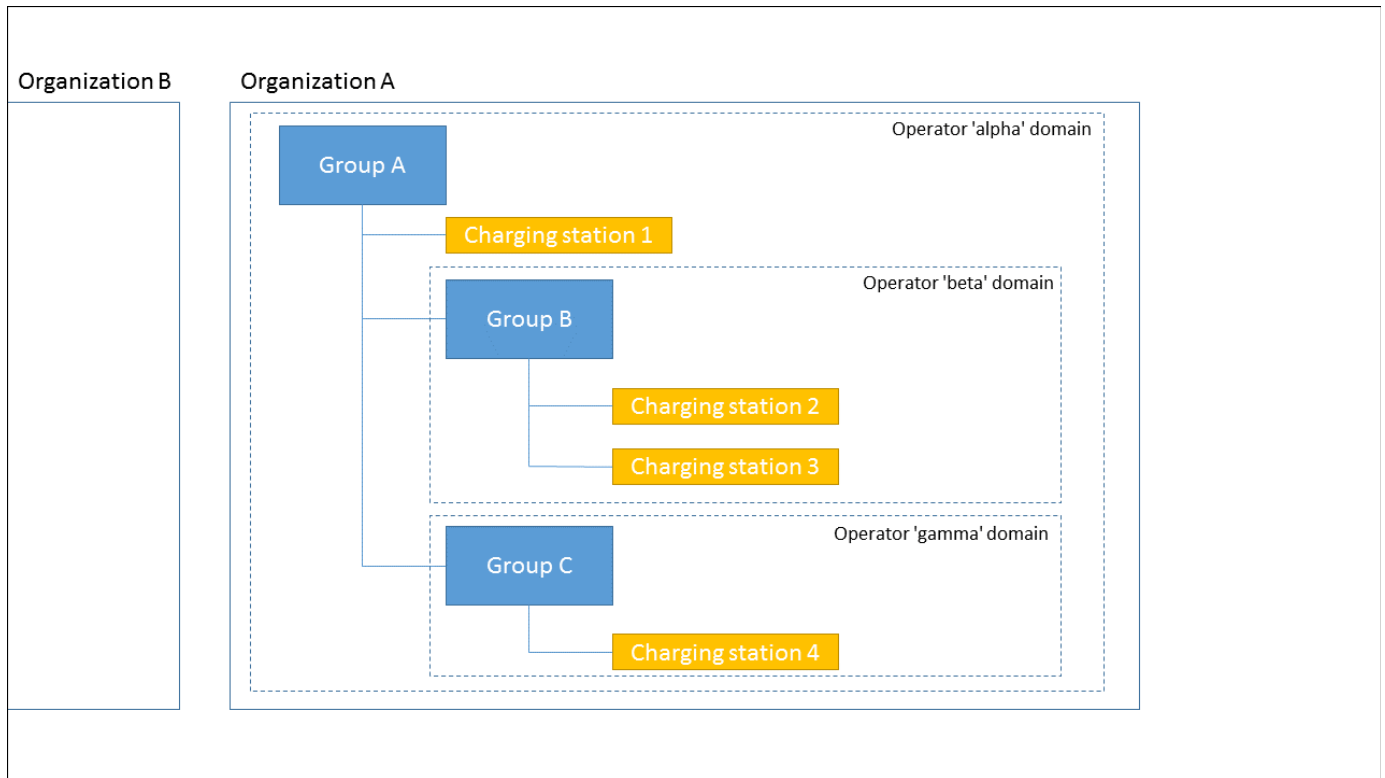 Organization B
Organization A
Operator 'alpha' domain
Group A
Charging station 1
Operator 'beta' domain
Group B
Charging station 2
Charging station 3
Operator 'gamma' domain
Group C
Charging station 4